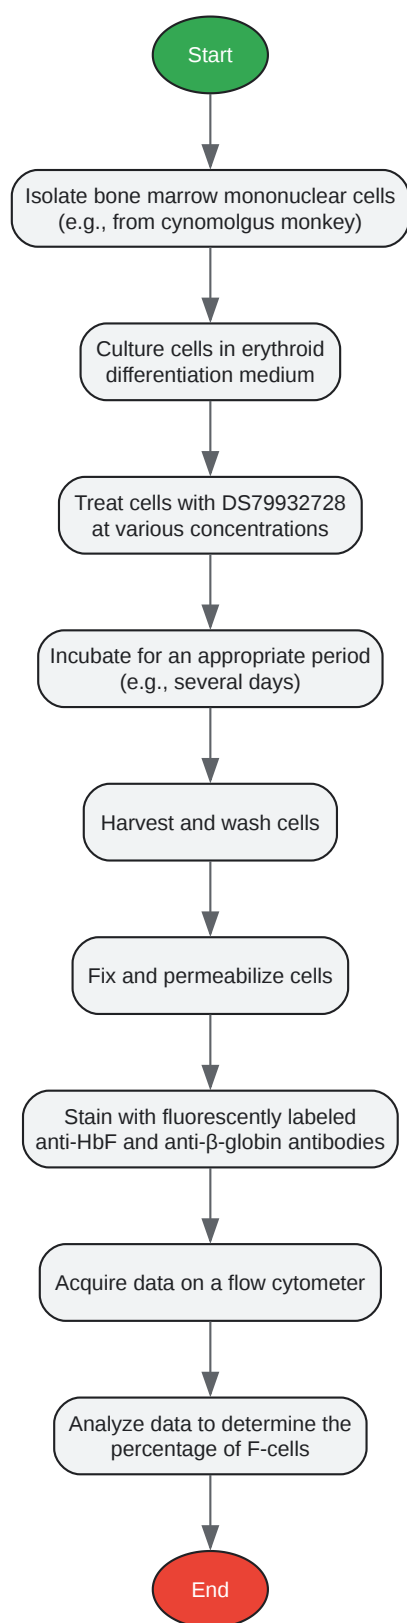 Start
Isolate bone marrow mononuclear cells
(e.g., from cynomolgus monkey)
Culture cells in erythroid
differentiation medium
Treat cells with DS79932728
at various concentrations
Incubate for an appropriate period
(e.g., several days)
Harvest and wash cells
Fix and permeabilize cells
Stain with fluorescently labeled
anti-HbF and anti-β-globin antibodies
Acquire data on a flow cytometer
Analyze data to determine the
percentage of F-cells
End